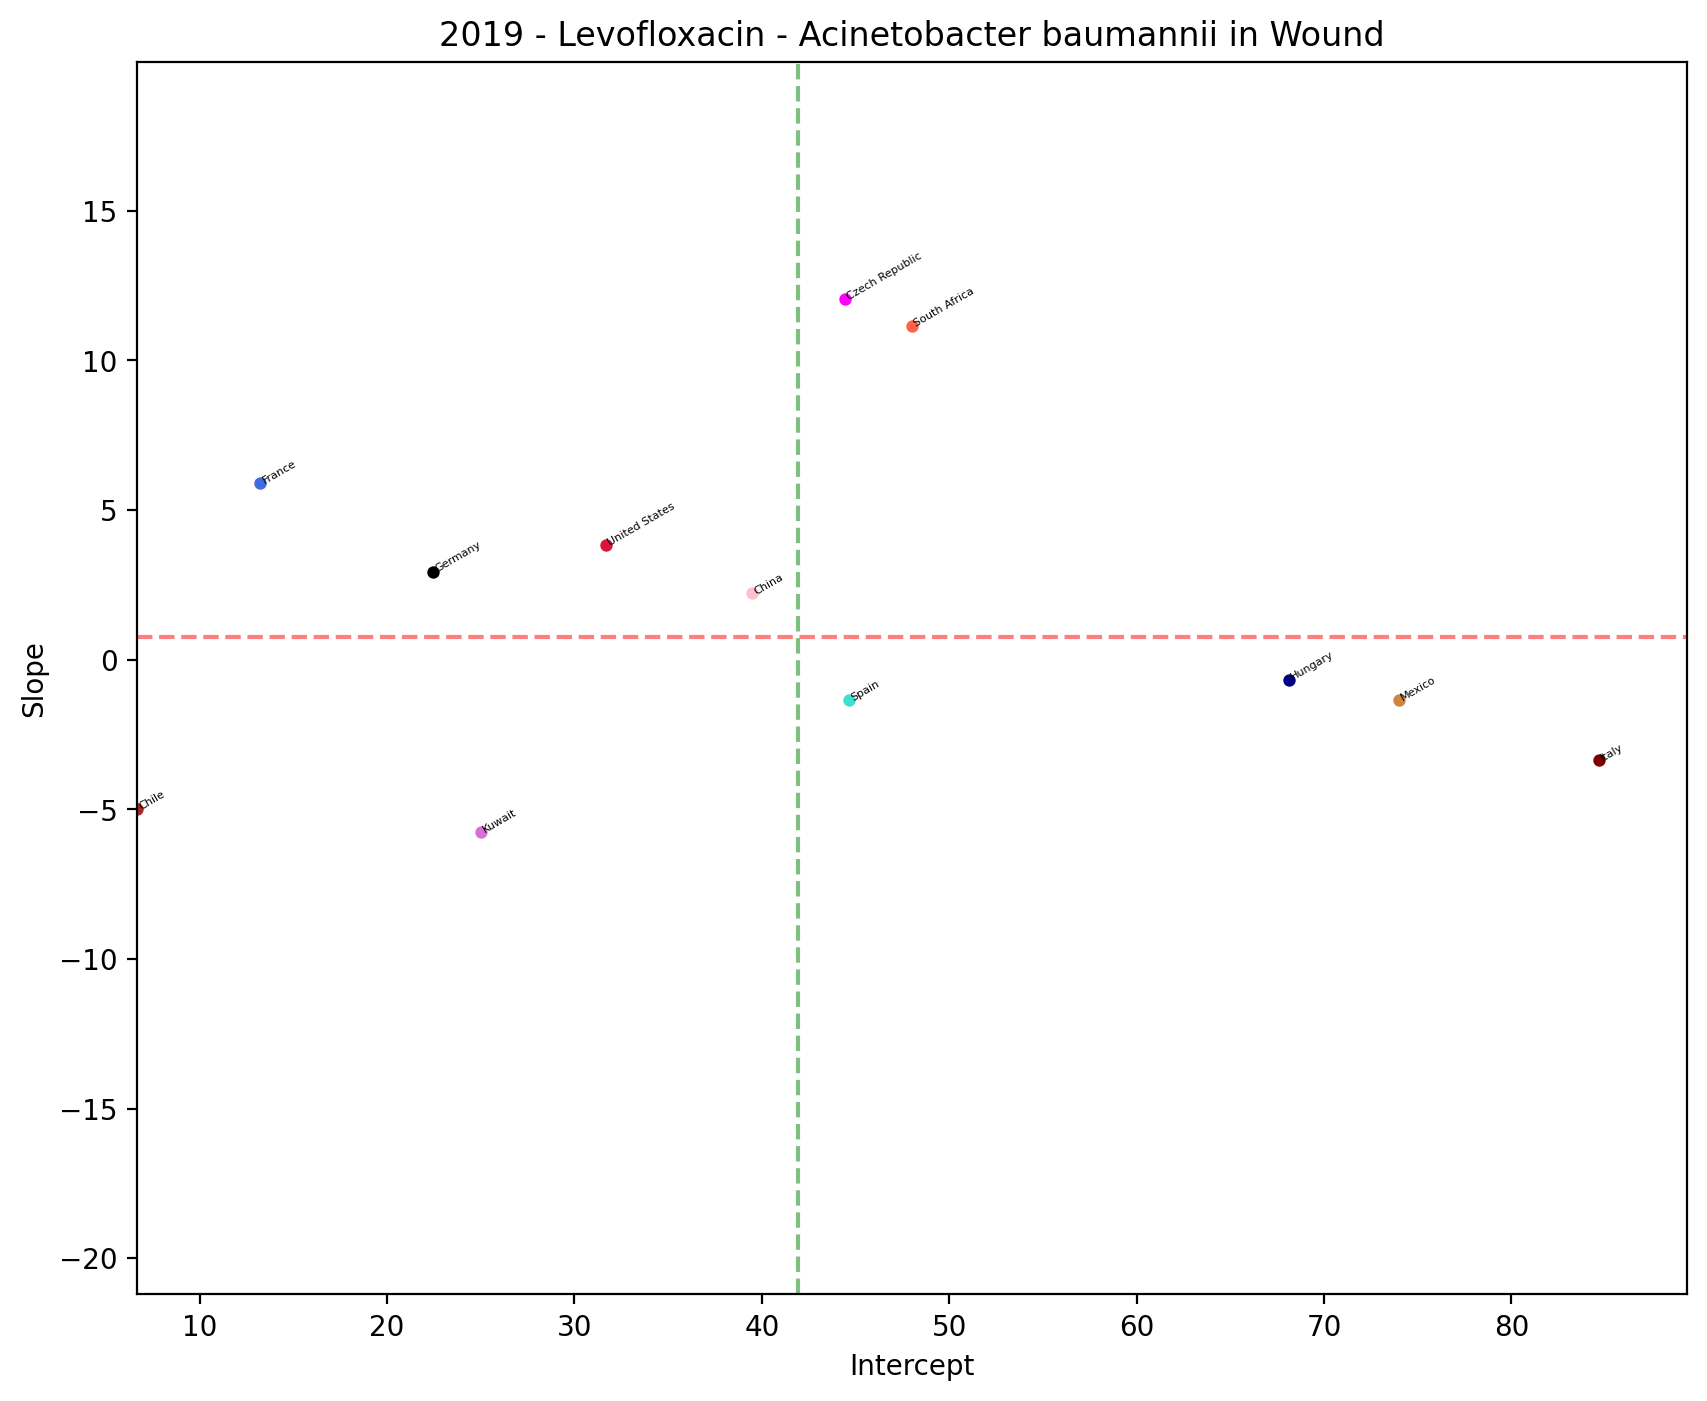 2019 - Levofloxacin - Acinetobacter baumannii in Wound
15
10
5
0
−5
−10
−15
−20
Slope
Czech Republic
South Africa
France
United States
Germany
China
Hungary
Spain
Mexico
Italy
Chile
Kuwait
10
20
30
40
50
60
70
80
Intercept